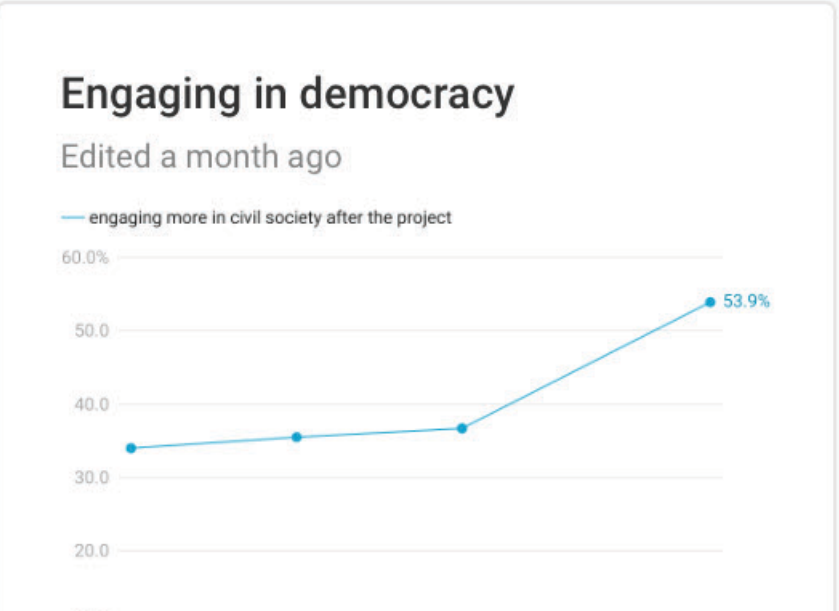 Engaging in democracy
Edited a month ago
engaging more in civil society after the project
60.0%
53.9%
50.0
40.0
30.0
20.0